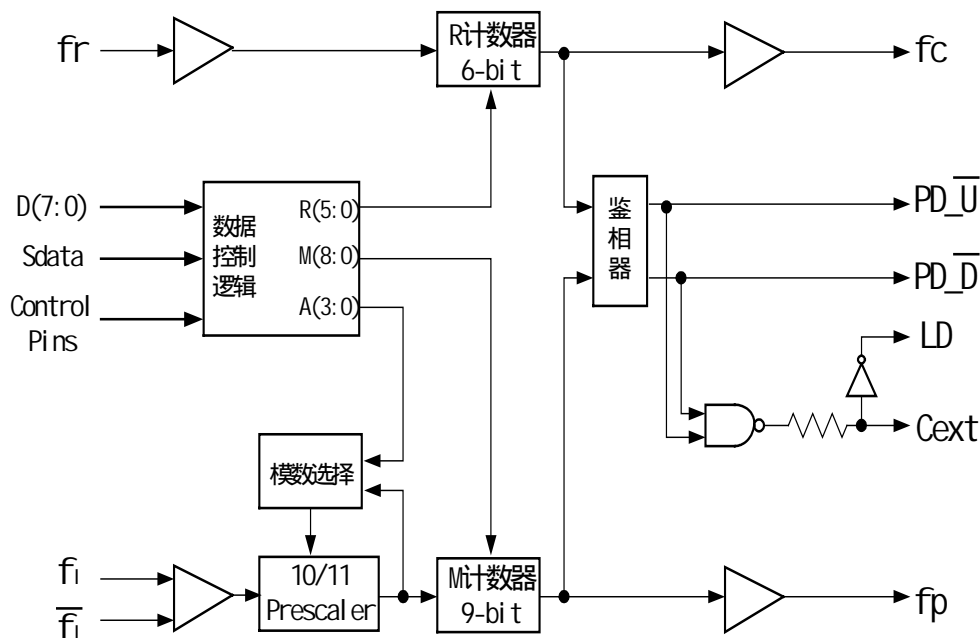 fr
R计数器
6-bit
fc
D(7:0)
Sdata
Control
Pins
数据
控制
逻辑
R(5:0)
M(8:0)
A(3:0)
鉴
相
器
PD_U̅
PD_D̅
LD
Cext
模数选择
fı
f̅ı̅
10/11
Prescaler
M计数器
9-bit
fp